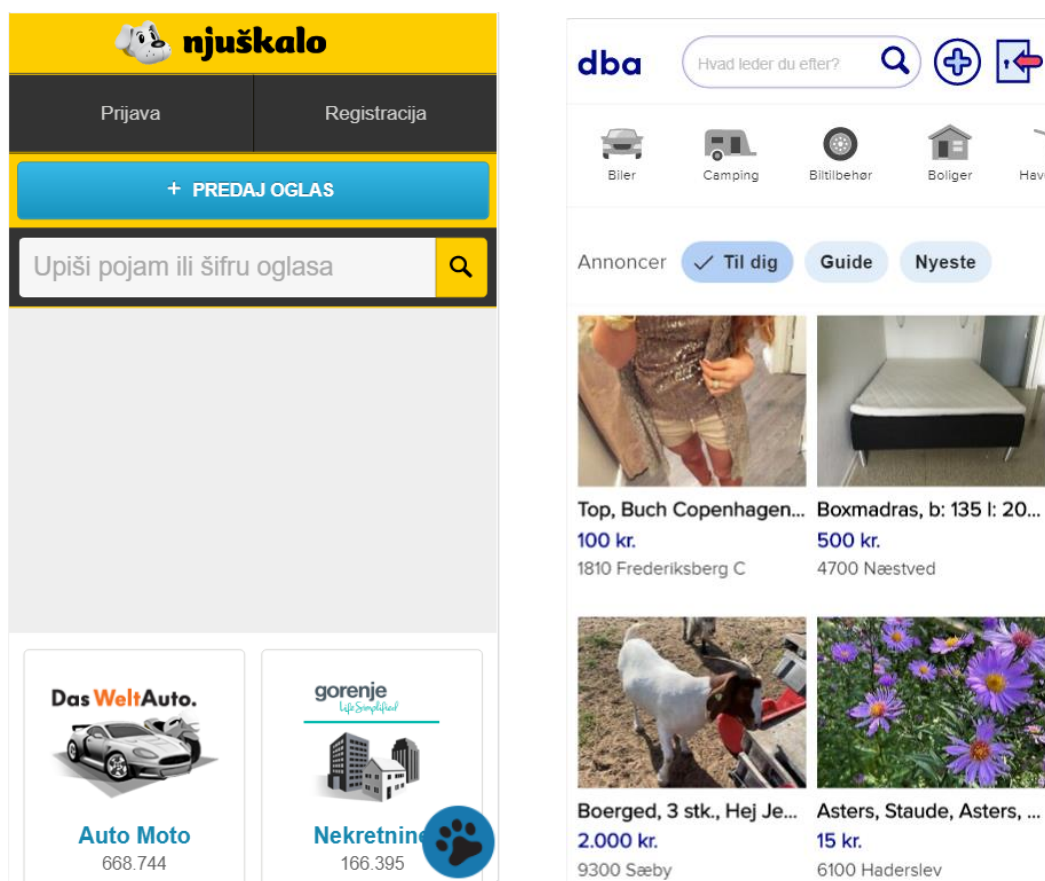 njuškalo
Prijava
Registracija
+ PREDAJ OGLAS
Upiši pojam ili šifru oglasa
Das WeltAuto.
Auto Moto
668.744
gorenje
Life Simplified
Nekretnine
166.395
dba
Hvad leder du efter?
Biler
Camping
Biltilbehør
Boliger
Annoncer
Til dig
Guide
Nyeste
Top, Buch Copenhagen...
100 kr.
1810 Frederiksberg C
Boxmadras, b: 135 l: 20...
500 kr.
4700 Næstved
Boerged, 3 stk., Hej Je...
2.000 kr.
9300 Sæby
Asters, Staude, Asters, ...
15 kr.
6100 Haderslev